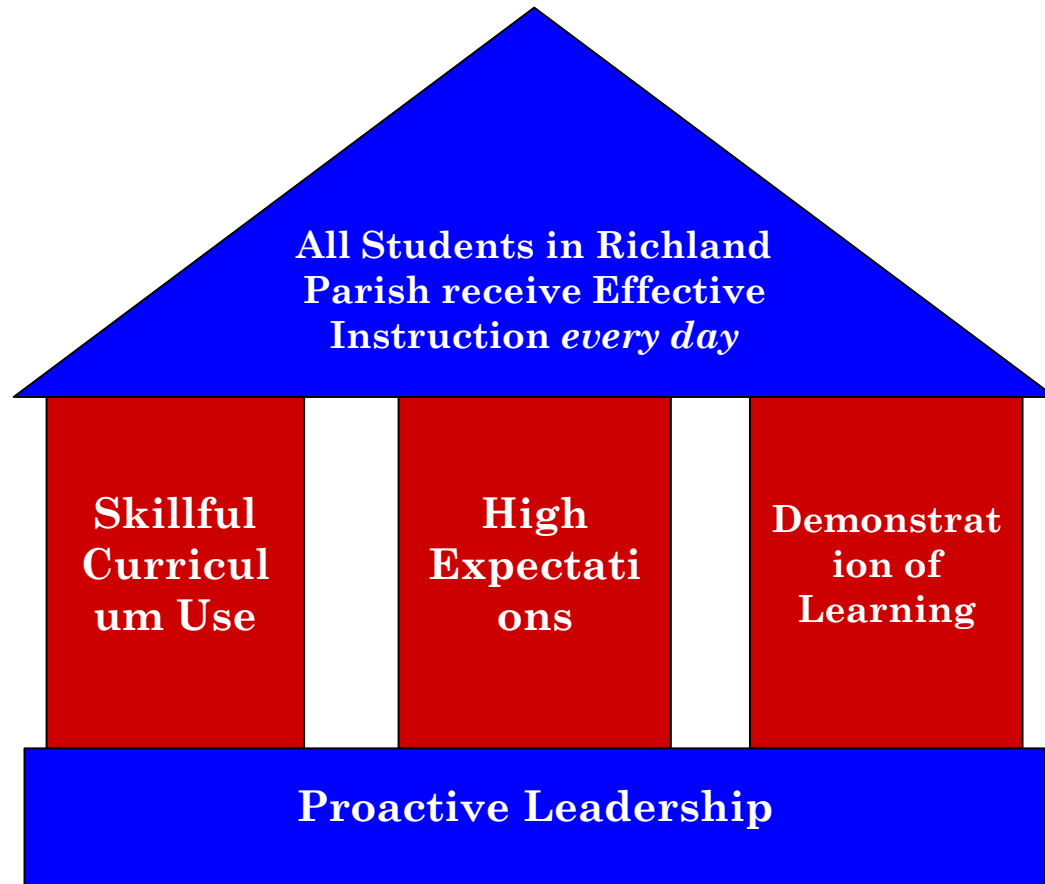 All Students in Richland
Parish receive Effective
Instruction every day
Skillful
Curricul
um Use
High
Expectati
ons
Demonstrat
ion of
Learning
Proactive Leadership